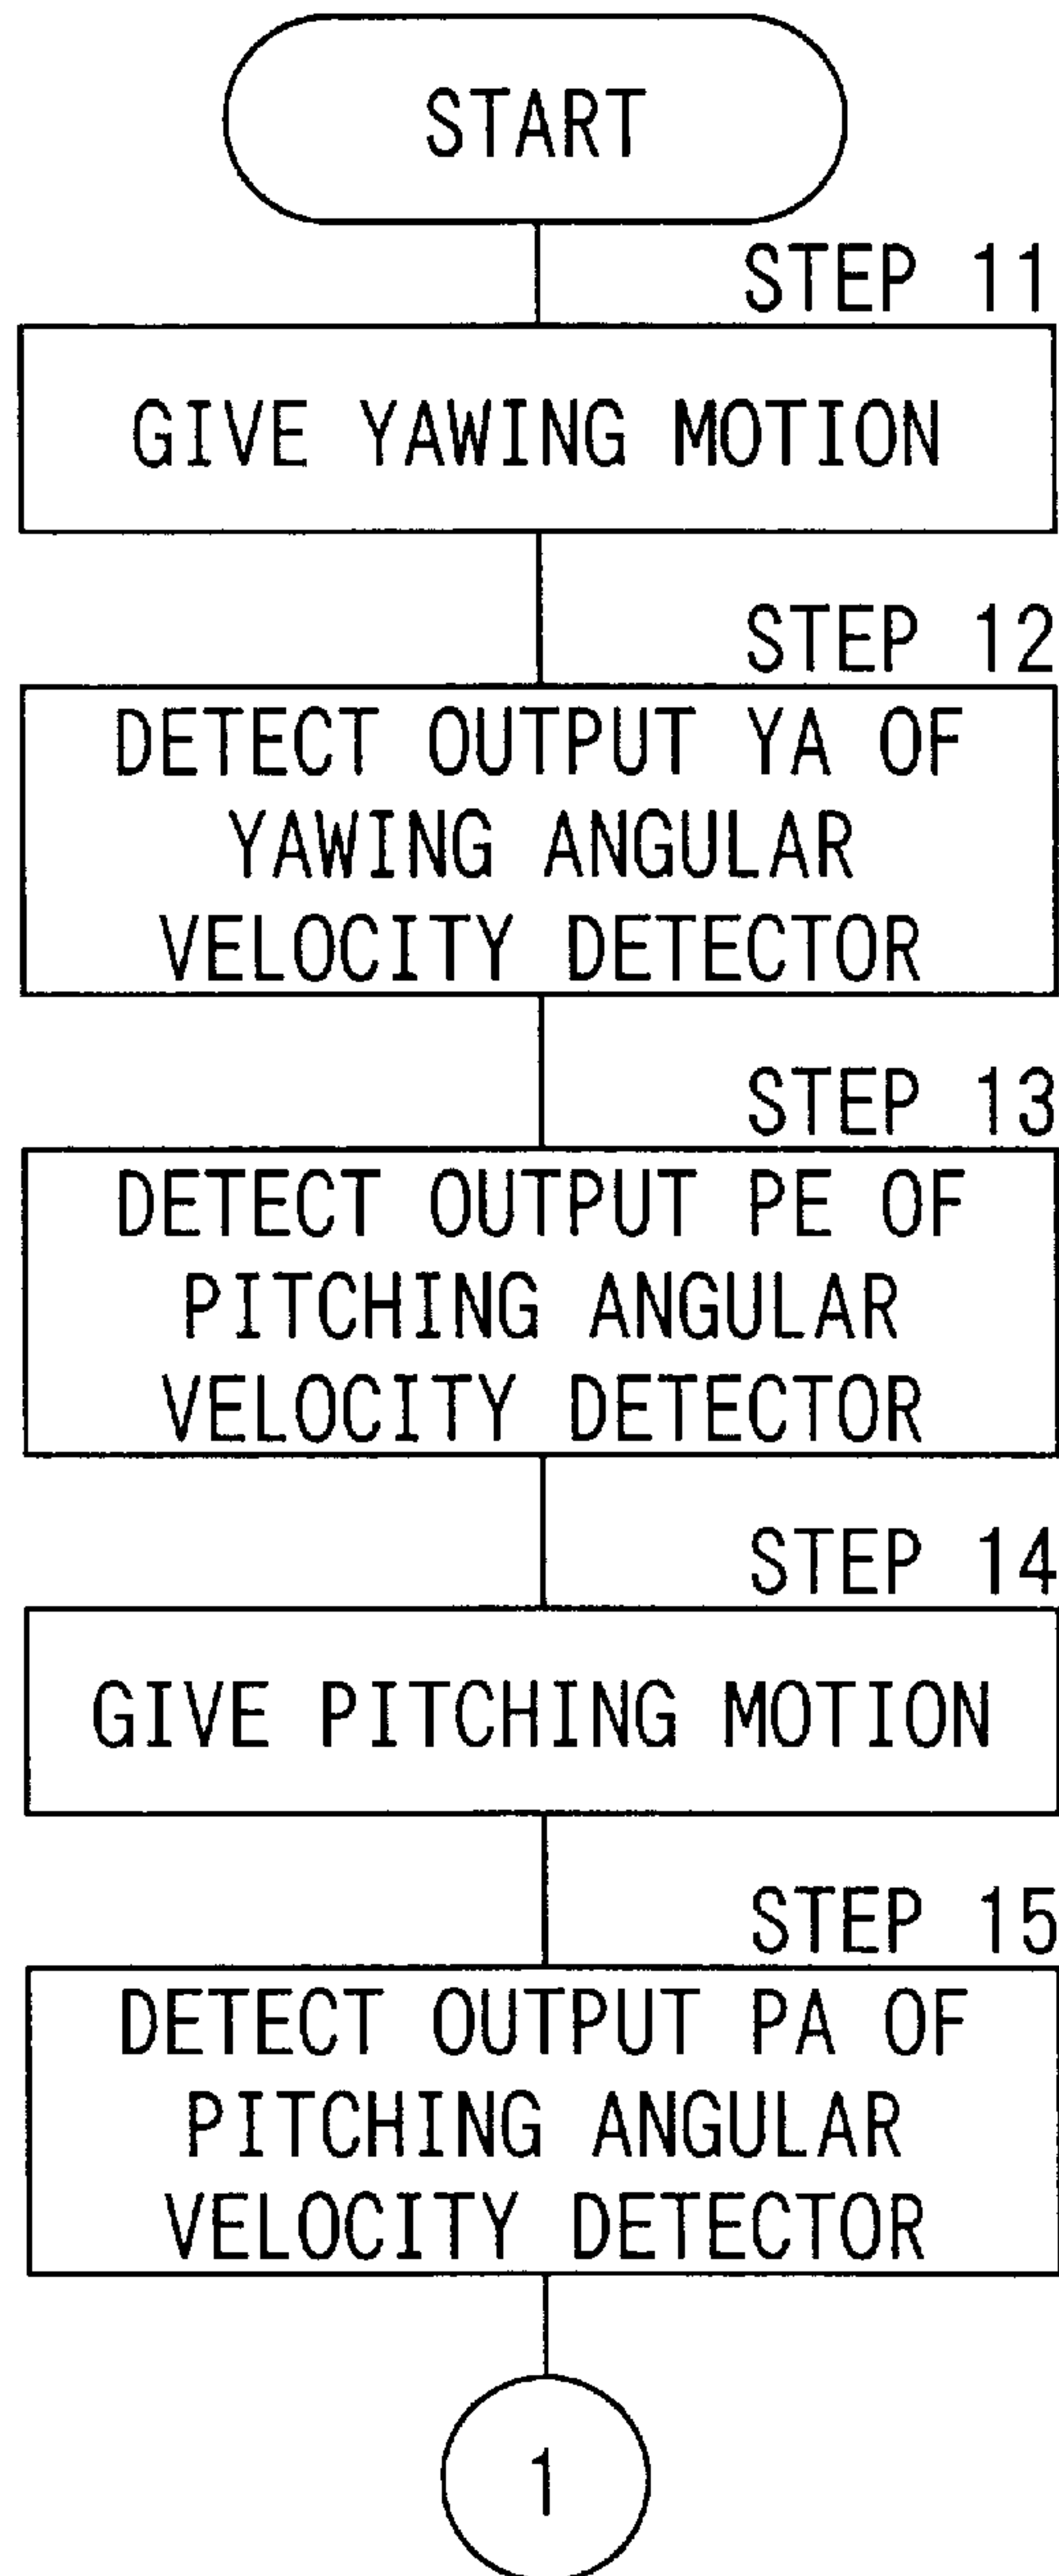 START
STEP 11
GIVE YAWING MOTION
STEP 12
DETECT OUTPUT YA OF
YAWING ANGULAR
VELOCITY DETECTOR
STEP 13
DETECT OUTPUT PE OF
PITCHING ANGULAR
VELOCITY DETECTOR
STEP 14
GIVE PITCHING MOTION
STEP 15
DETECT OUTPUT PA OF
PITCHING ANGULAR
VELOCITY DETECTOR
1